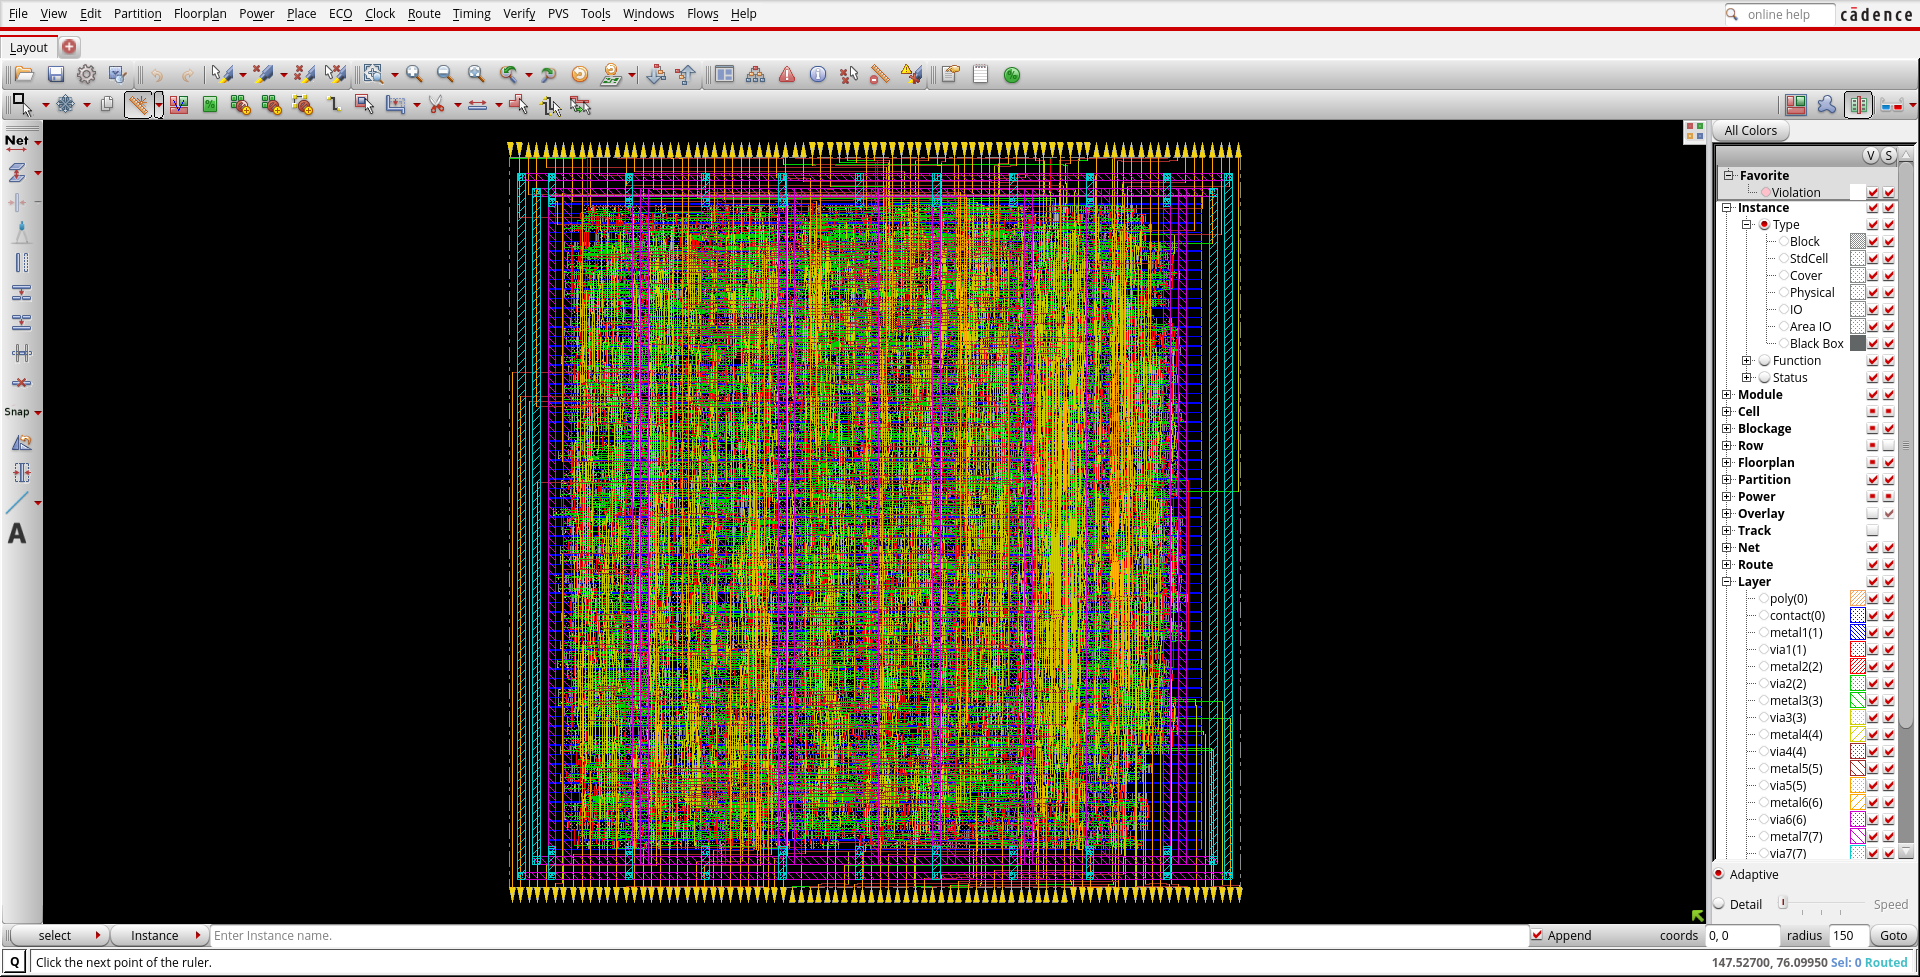 File View Edit Partition Floorplan Power Place ECO Clock Route Timing Verify PVS Tools Windows Flows Help
online help
cādence
Layout
Net
Snap
A
All Colors
V S
Favorite
Violation
Instance
Type
Block
StdCell
Cover
Physical
IO
Area IO
Black Box
Function
Status
Module
Cell
Blockage
Row
Floorplan
Partition
Power
Overlay
Track
Net
Route
Layer
poly(0)
contact(0)
metal1(1)
via1(1)
metal2(2)
via2(2)
metal3(3)
via3(3)
metal4(4)
via4(4)
metal5(5)
via5(5)
metal6(6)
via6(6)
metal7(7)
via7(7)
Adaptive
Detail Speed
select Instance Enter Instance name. Append coords 0, 0 radius 150 Goto
Q Click the next point of the ruler. 147.52700, 76.09950 Sel: 0 Routed